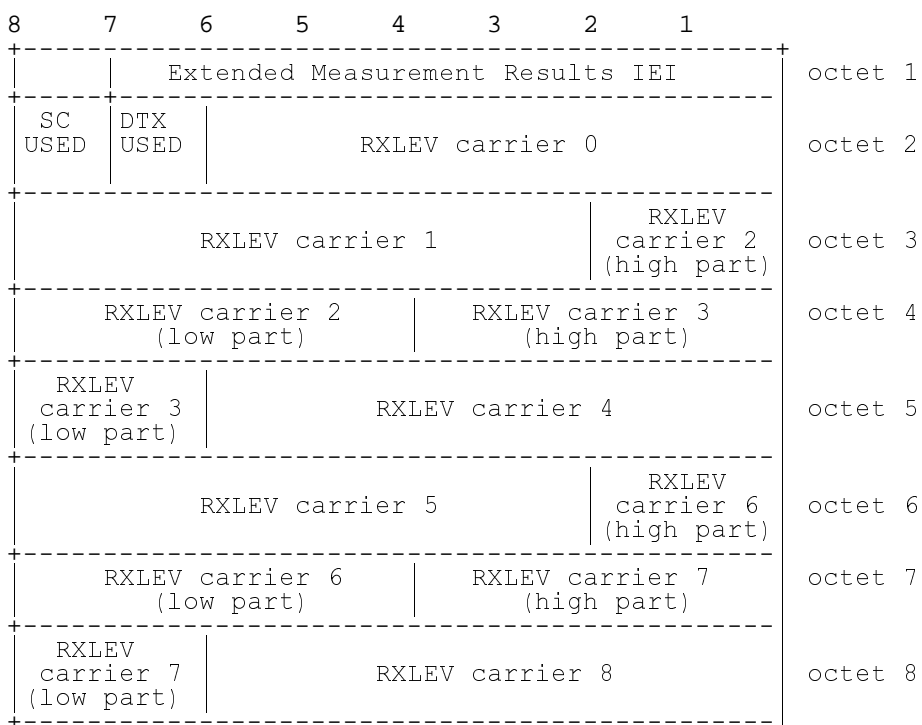 8 7 6 5 4 3 2 1
Extended Measurement Results IEI octet 1
SC DTX
USED USED RXLEV carrier 0 octet 2
RXLEV
RXLEV carrier 1 carrier 2 octet 3
(high part)
RXLEV carrier 2 RXLEV carrier 3 octet 4
(low part) (high part)
RXLEV
carrier 3 RXLEV carrier 4 octet 5
(low part)
RXLEV
RXLEV carrier 5 carrier 6 octet 6
(high part)
RXLEV carrier 6 RXLEV carrier 7 octet 7
(low part) (high part)
RXLEV
carrier 7 RXLEV carrier 8 octet 8
(low part)